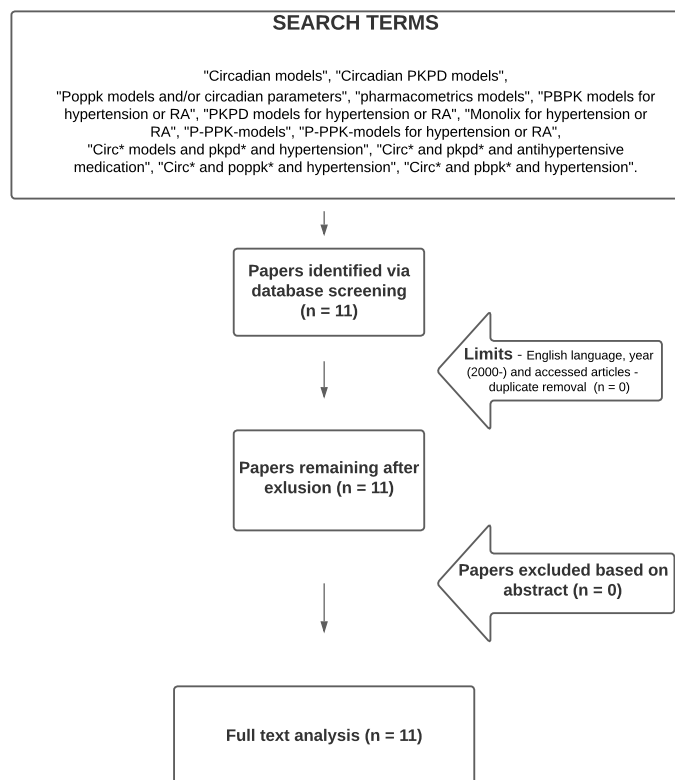 SEARCH TERMS
"Circadian models", "Circadian PKPD models",
"Poppk models and/or circadian parameters", "pharmacometrics models", "PBPK models for
hypertension or RA", "PKPD models for hypertension or RA", "Monolix for hypertension or
RA", "P-PPK-models", "P-PPK-models for hypertension or RA",
"Circ* models and pkpd* and hypertension", "Circ* and pkpd* and antihypertensive
medication", "Circ* and poppk* and hypertension", "Circ* and pbpk* and hypertension".
Papers identified via
database screening
(n = 11)
Limits - English language, year
(2000-) and accessed articles -
duplicate removal (n = 0)
Papers remaining after
exlusion (n = 11)
Papers excluded based on
abstract (n = 0)
Full text analysis (n = 11)